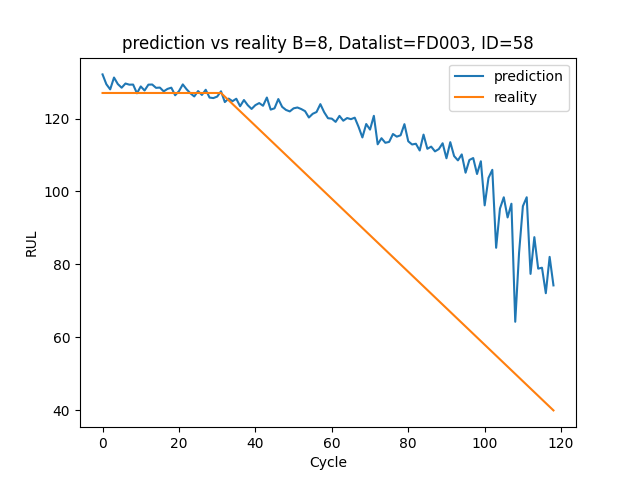 prediction vs reality B=8, Datalist=FD003, ID=58
prediction
reality
RUL
120
100
80
60
40
0 20 40 60 80 100 120
Cycle